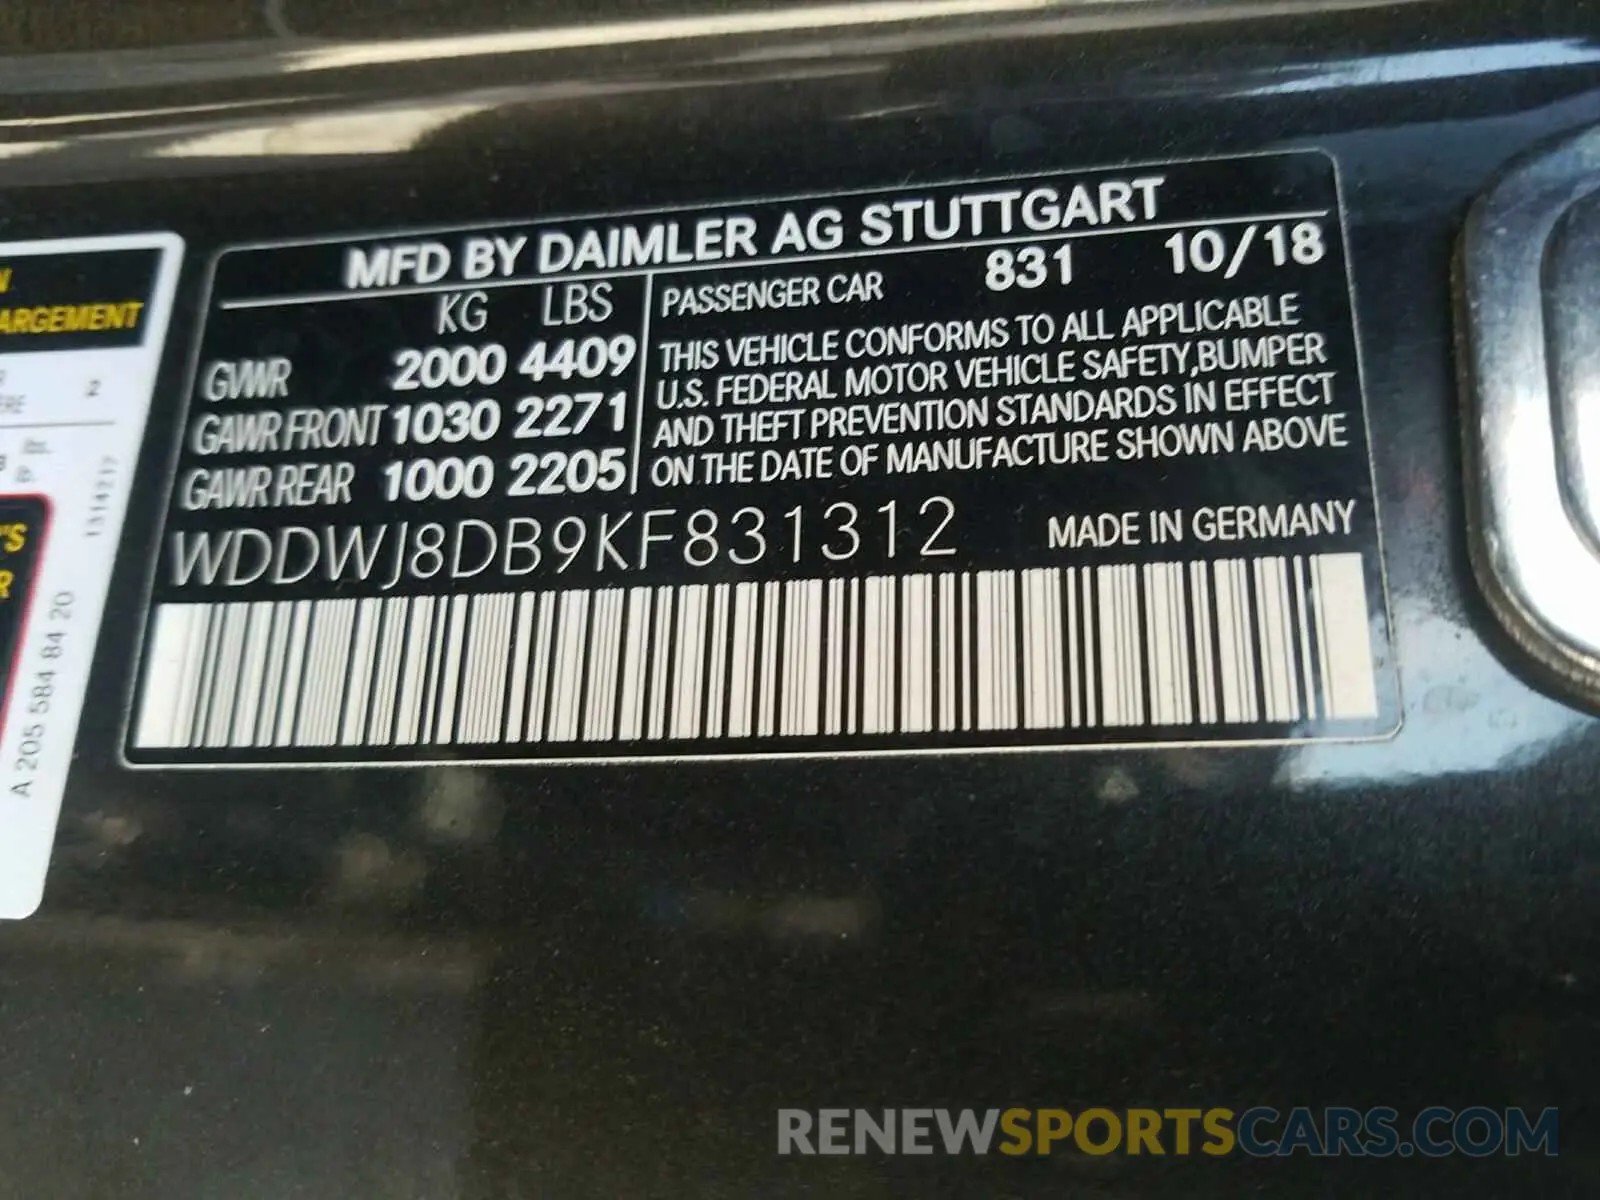 MFD BY DAIMLER AG STUTTGART
KG LBS
GVWR 2000 4409
GAWR FRONT 1030 2271
GAWR REAR 1000 2205
PASSENGER CAR 831 10/18
THIS VEHICLE CONFORMS TO ALL APPLICABLE
U.S. FEDERAL MOTOR VEHICLE SAFETY, BUMPER
AND THEFT PREVENTION STANDARDS IN EFFECT
ON THE DATE OF MANUFACTURE SHOWN ABOVE
WDDWJ8DB9KF831312 MADE IN GERMANY
ARGEMENT
2
1314217
'S
R
A 205 584 84 20
RENEWSPORTSCARS.COM